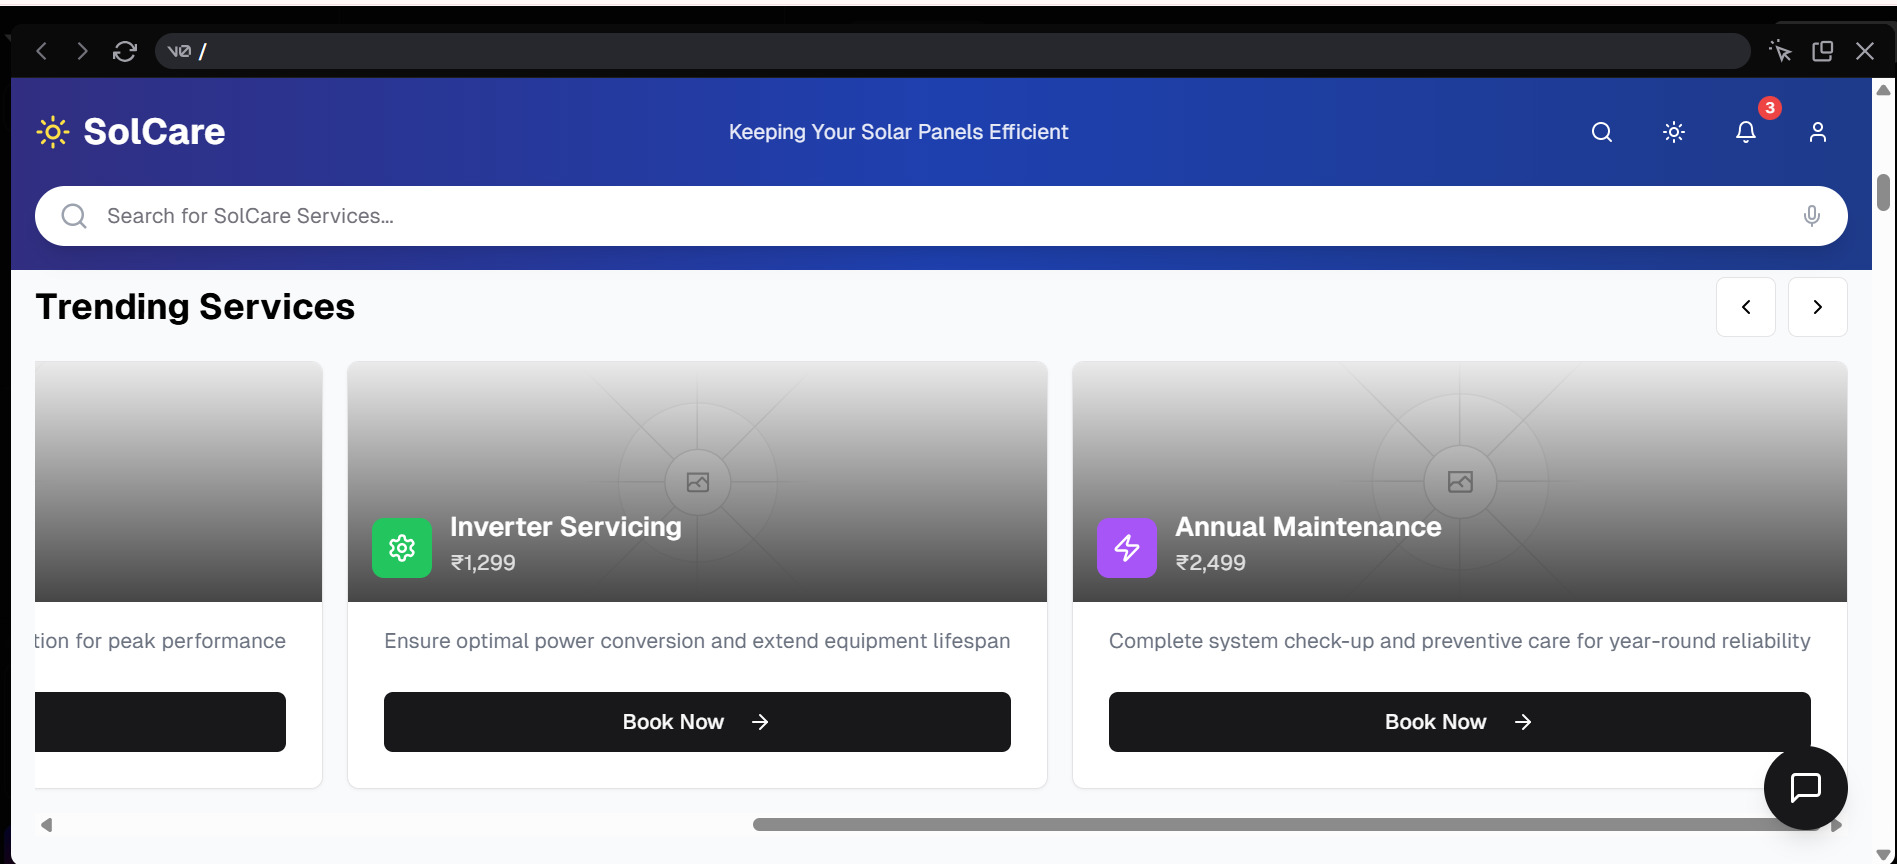 v0 /
SolCare
Keeping Your Solar Panels Efficient
3
Search for SolCare Services...
Trending Services
Inverter Servicing
₹1,299
Annual Maintenance
₹2,499
tion for peak performance
Ensure optimal power conversion and extend equipment lifespan
Complete system check-up and preventive care for year-round reliability
Book Now
Book Now